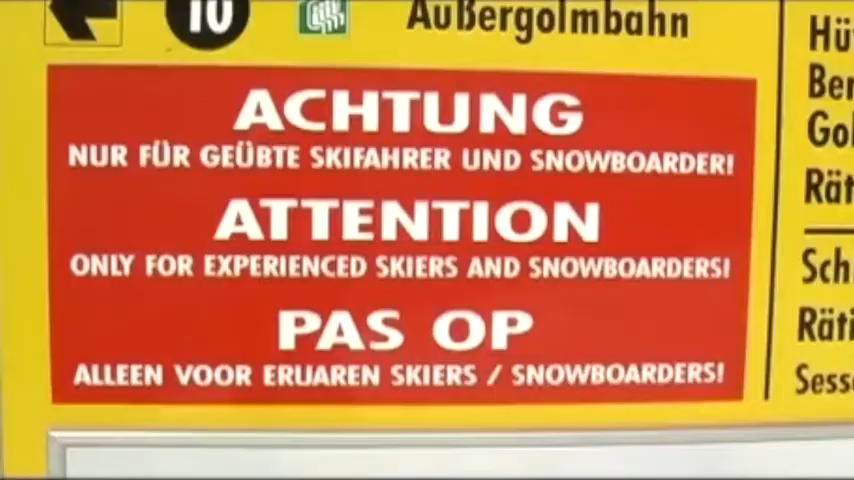 10 Außergolmbahn
ACHTUNG
NUR FÜR GEÜBTE SKIFAHRER UND SNOWBOARDER!
ATTENTION
ONLY FOR EXPERIENCED SKIERS AND SNOWBOARDERS!
PAS OP
ALLEEN VOOR ERUAREN SKIERS / SNOWBOARDERS!